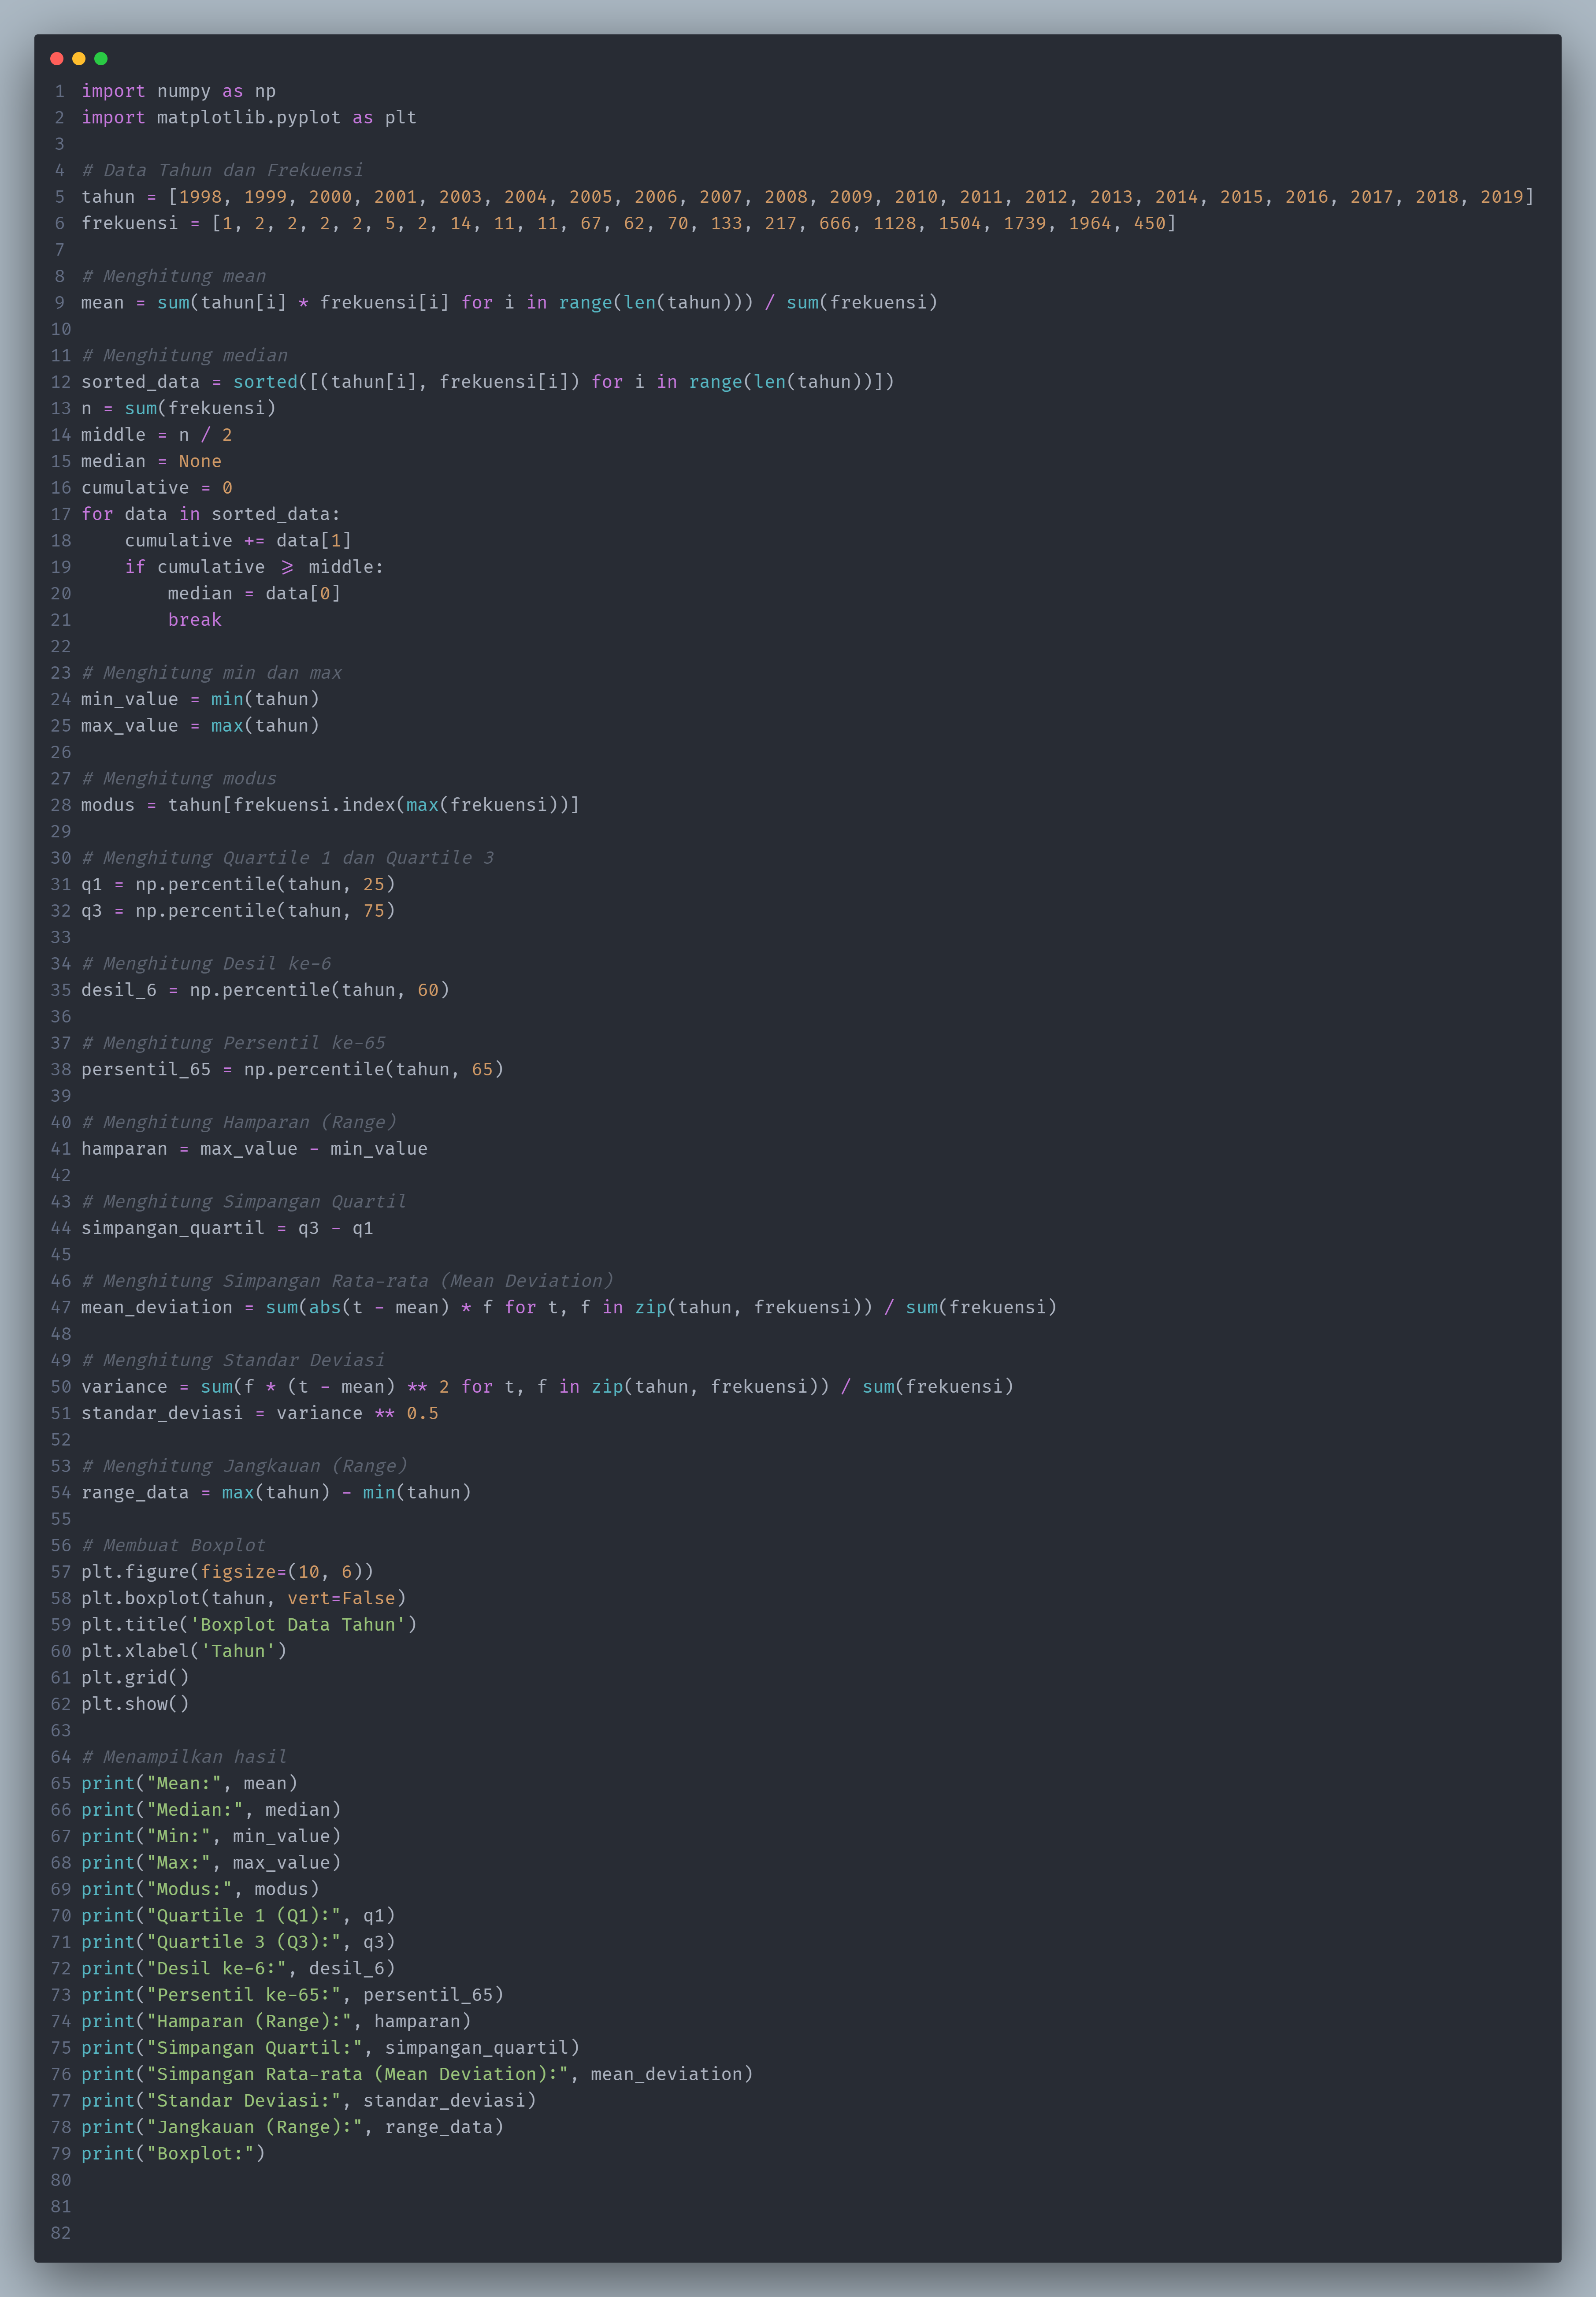 1 import numpy as np
2 import matplotlib.pyplot as plt
3
4 # Data Tahun dan Frekuensi
5 tahun = [1998, 1999, 2000, 2001, 2003, 2004, 2005, 2006, 2007, 2008, 2009, 2010, 2011, 2012, 2013, 2014, 2015, 2016, 2017, 2018, 2019]
6 frekuensi = [1, 2, 2, 2, 2, 5, 2, 14, 11, 11, 67, 62, 70, 133, 217, 666, 1128, 1504, 1739, 1964, 450]
7
8 # Menghitung mean
9 mean = sum(tahun[i] * frekuensi[i] for i in range(len(tahun))) / sum(frekuensi)
10
11 # Menghitung median
12 sorted_data = sorted([(tahun[i], frekuensi[i]) for i in range(len(tahun))])
13 n = sum(frekuensi)
14 middle = n / 2
15 median = None
16 cumulative = 0
17 for data in sorted_data:
18     cumulative += data[1]
19     if cumulative >= middle:
20         median = data[0]
21         break
22
23 # Menghitung min dan max
24 min_value = min(tahun)
25 max_value = max(tahun)
26
27 # Menghitung modus
28 modus = tahun[frekuensi.index(max(frekuensi))]
29
30 # Menghitung Quartile 1 dan Quartile 3
31 q1 = np.percentile(tahun, 25)
32 q3 = np.percentile(tahun, 75)
33
34 # Menghitung Desil ke-6
35 desil_6 = np.percentile(tahun, 60)
36
37 # Menghitung Persentil ke-65
38 persentil_65 = np.percentile(tahun, 65)
39
40 # Menghitung Hamparan (Range)
41 hamparan = max_value - min_value
42
43 # Menghitung Simpangan Quartil
44 simpangan_quartil = q3 - q1
45
46 # Menghitung Simpangan Rata-rata (Mean Deviation)
47 mean_deviation = sum(abs(t - mean) * f for t, f in zip(tahun, frekuensi)) / sum(frekuensi)
48
49 # Menghitung Standar Deviasi
50 variance = sum(f * (t - mean) ** 2 for t, f in zip(tahun, frekuensi)) / sum(frekuensi)
51 standar_deviasi = variance ** 0.5
52
53 # Menghitung Jangkauan (Range)
54 range_data = max(tahun) - min(tahun)
55
56 # Membuat Boxplot
57 plt.figure(figsize=(10, 6))
58 plt.boxplot(tahun, vert=False)
59 plt.title('Boxplot Data Tahun')
60 plt.xlabel('Tahun')
61 plt.grid()
62 plt.show()
63
64 # Menampilkan hasil
65 print("Mean:", mean)
66 print("Median:", median)
67 print("Min:", min_value)
68 print("Max:", max_value)
69 print("Modus:", modus)
70 print("Quartile 1 (Q1):", q1)
71 print("Quartile 3 (Q3):", q3)
72 print("Desil ke-6:", desil_6)
73 print("Persentil ke-65:", persentil_65)
74 print("Hamparan (Range):", hamparan)
75 print("Simpangan Quartil:", simpangan_quartil)
76 print("Simpangan Rata-rata (Mean Deviation):", mean_deviation)
77 print("Standar Deviasi:", standar_deviasi)
78 print("Jangkauan (Range):", range_data)
79 print("Boxplot:")
80
81
82